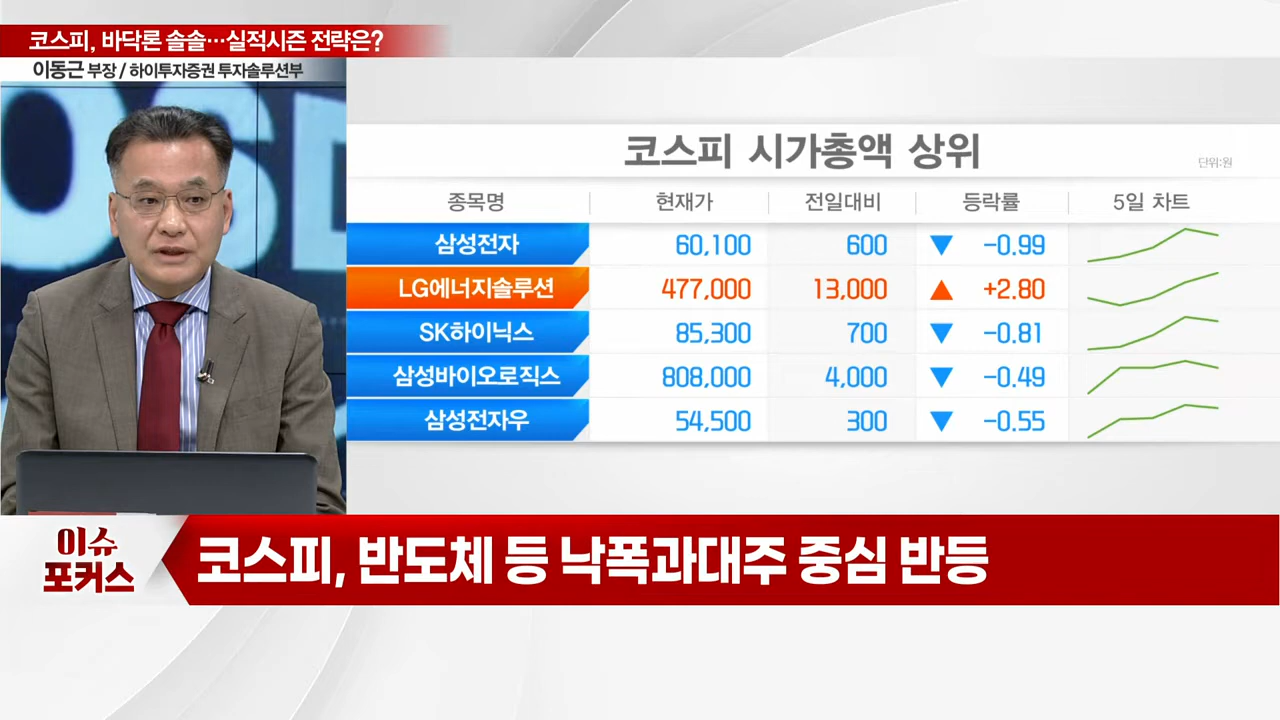 코스피, 바닥론 솔솔…실적시즌 전략은?
이동근 부장 / 하이투자증권 투자솔루션부
코스피 시가총액 상위
단위:원
종목명 현재가 전일대비 등락률 5일 차트
삼성전자 60,100 600 ▼ -0.99
LG에너지솔루션 477,000 13,000 ▲ +2.80
SK하이닉스 85,300 700 ▼ -0.81
삼성바이오로직스 808,000 4,000 ▼ -0.49
삼성전자우 54,500 300 ▼ -0.55
이슈
포커스
코스피, 반도체 등 낙폭과대주 중심 반등